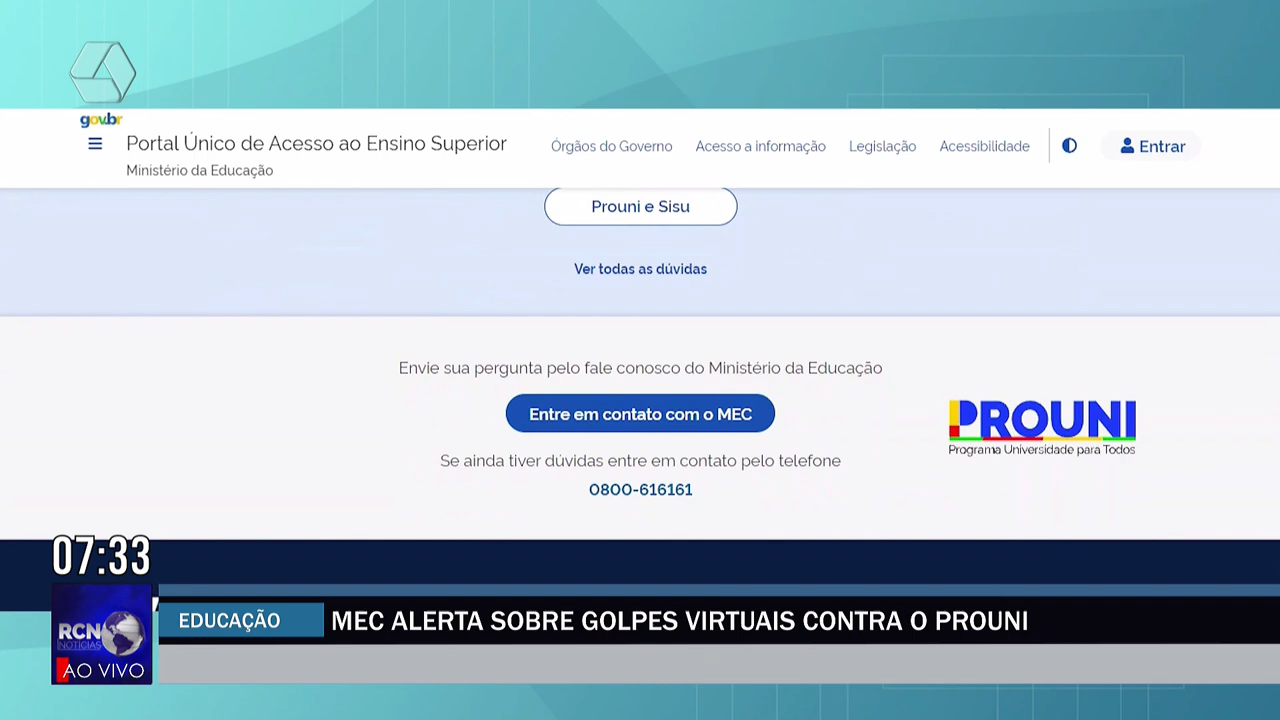 gov.br
Portal Único de Acesso ao Ensino Superior
Ministério da Educação
Órgãos do Governo
Acesso a informação
Legislação
Acessibilidade
Entrar
Prouni e Sisu
Ver todas as dúvidas
Envie sua pergunta pelo fale conosco do Ministério da Educação
Entre em contato com o MEC
Se ainda tiver dúvidas entre em contato pelo telefone
0800-616161
PROUNI
Programa Universidade para Todos
07:33
RCN
NOTÍCIAS
AO VIVO
EDUCAÇÃO
MEC ALERTA SOBRE GOLPES VIRTUAIS CONTRA O PROUNI